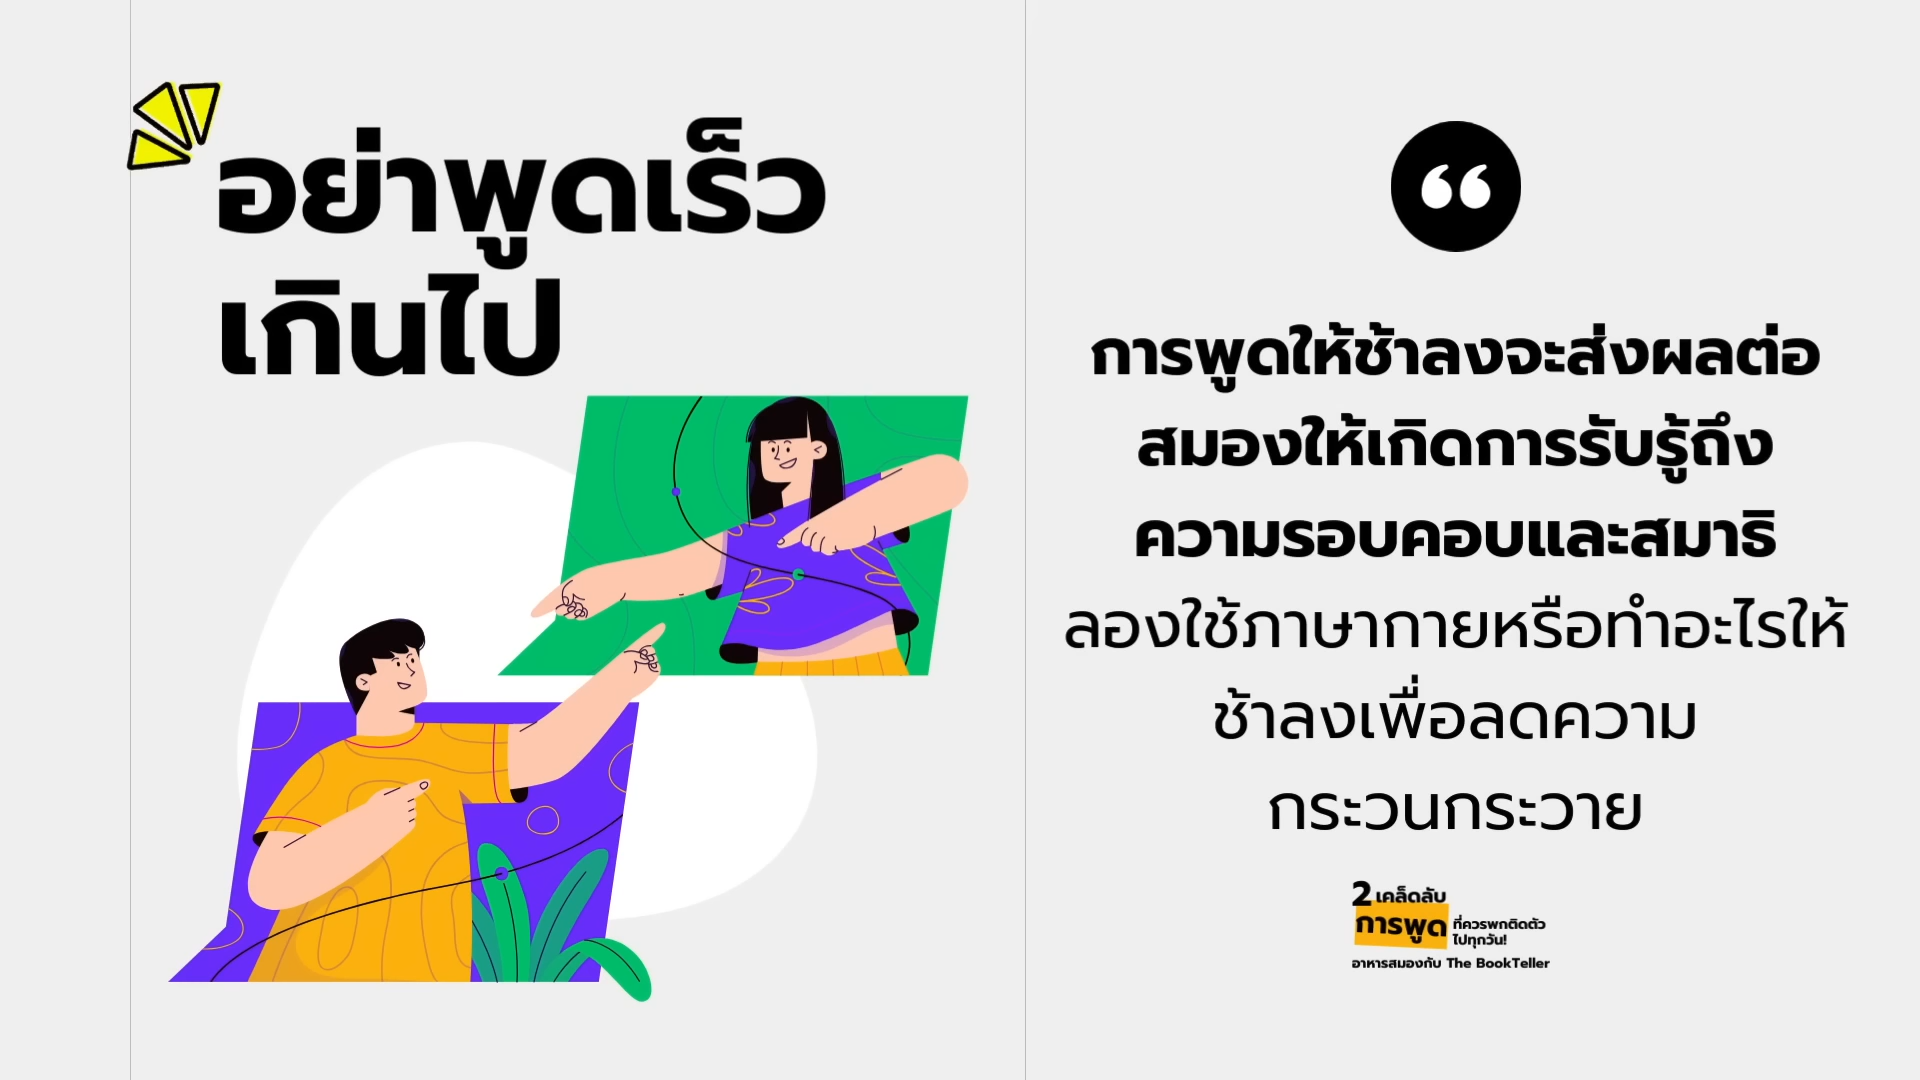 อย่าพูดเร็ว
เกินไป
การพูดให้ช้าลงจะส่งผลต่อ
สมองให้เกิดการรับรู้ถึง
ความรอบคอบและสมาธิ
ลองใช้ภาษากายหรือทำอะไรให้
ช้าลงเพื่อลดความ
กระวนกระวาย
2 เคล็ดลับ
การพูด ที่ควรพกติดตัว
ไปทุกวัน!
อาหารสมองกับ The BookTeller